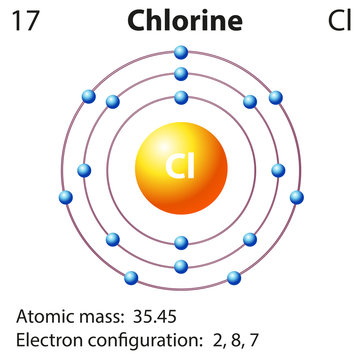 17 Chlorine Cl
Cl
Atomic mass: 35.45
Electron configuration: 2, 8, 7